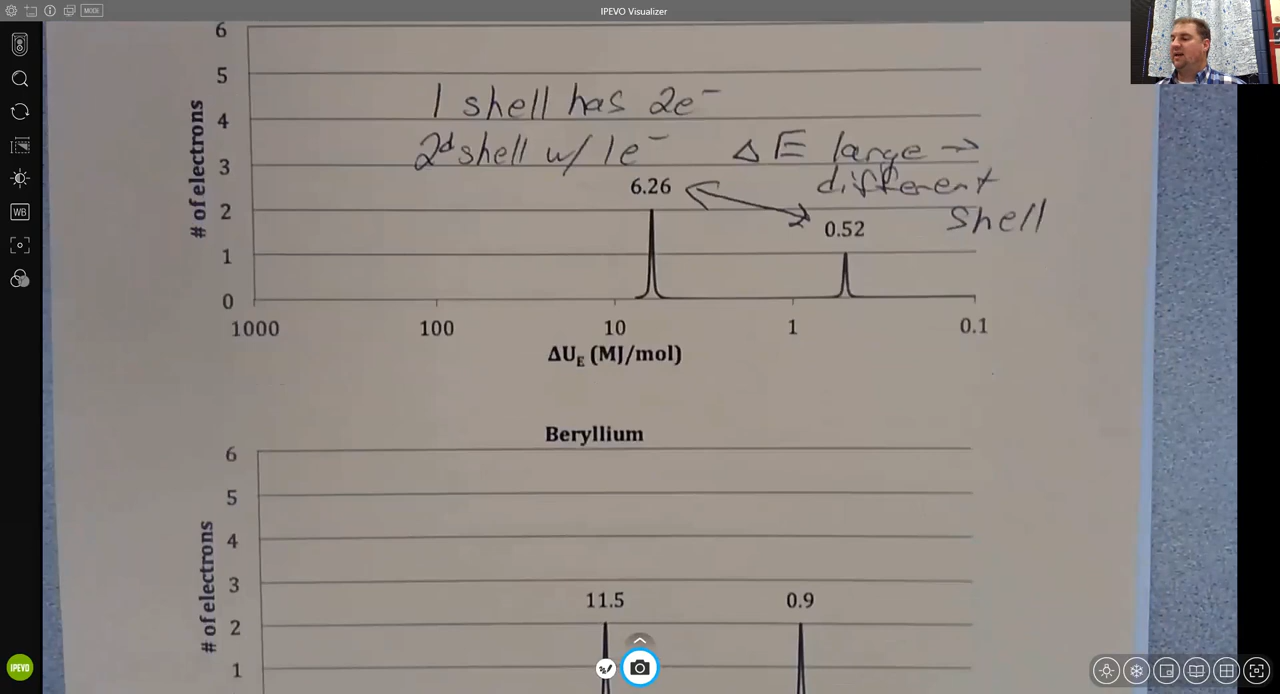 IPEVO Visualizer
MODE
WB
IPEVO
# of electrons
6
5
4
3
2
1
0
1 shell has 2e⁻
2d shell w/ 1e⁻
ΔE large →
different
shell
6.26
0.52
1000 100 10 1 0.1
ΔUE (MJ/mol)
Beryllium
# of electrons
6
5
4
3
2
1
11.5 0.9